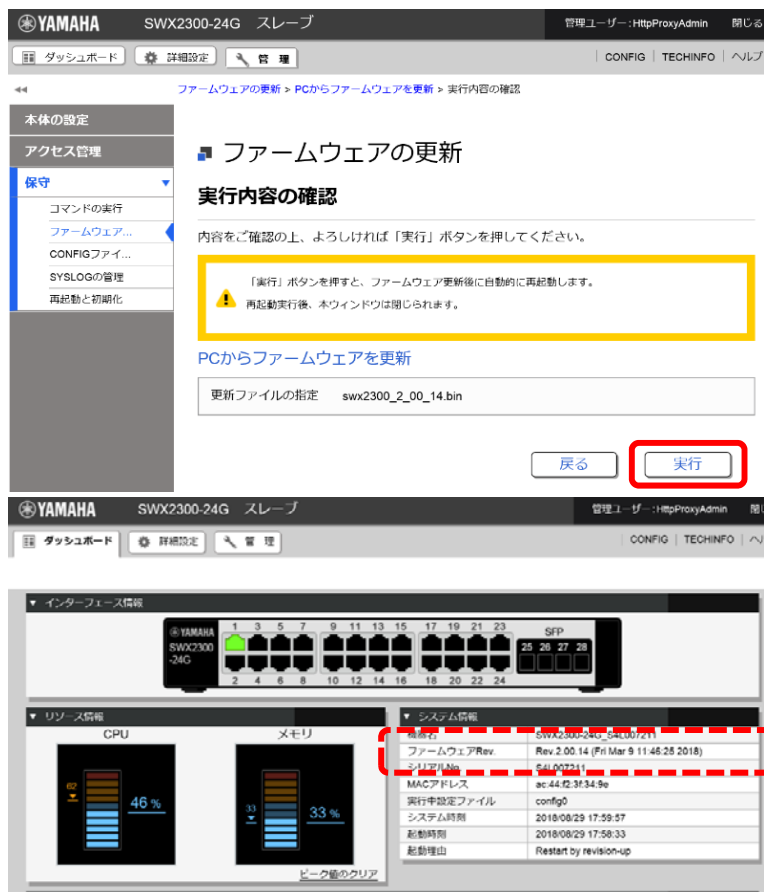 YAMAHA SWX2300-24G スレーブ 管理ユーザー:HttpProxyAdmin 閉じる
ダッシュボード 詳細設定 管 理 CONFIG TECHINFO ヘルプ
ファームウェアの更新 > PCからファームウェアを更新 > 実行内容の確認
本体の設定
アクセス管理
保守
コマンドの実行
ファームウェア...
CONFIGファイ...
SYSLOGの管理
再起動と初期化
ファームウェアの更新
実行内容の確認
内容をご確認の上、よろしければ「実行」ボタンを押してください。
「実行」ボタンを押すと、ファームウェア更新後に自動的に再起動します。
再起動実行後、本ウィンドウは閉じられます。
PCからファームウェアを更新
更新ファイルの指定 swx2300_2_00_14.bin
戻る 実行
YAMAHA SWX2300-24G スレーブ 管理ユーザー:HttpProxyAdmin
ダッシュボード 詳細設定 管 理 CONFIG TECHINFO
インターフェース情報
1 3 5 7 9 11 13 15 17 19 21 23 SFP
YAMAHA
SWX2300
-24G
25 26 27 28
2 4 6 8 10 12 14 16 18 20 22 24
リソース情報
CPU メモリ
62
46 %
33
33 %
ピーク値のクリア
システム情報
機器名 SWX2300-24G_S4L007211
ファームウェアRev. Rev.2.00.14 (Fri Mar 9 11:46:25 2018)
シリアルNo. S4L007211
MACアドレス ac:44:f2:3f:34:9e
実行中設定ファイル config0
システム時刻 2018/08/29 17:59:57
起動時刻 2018/08/29 17:58:33
起動理由 Restart by revision-up